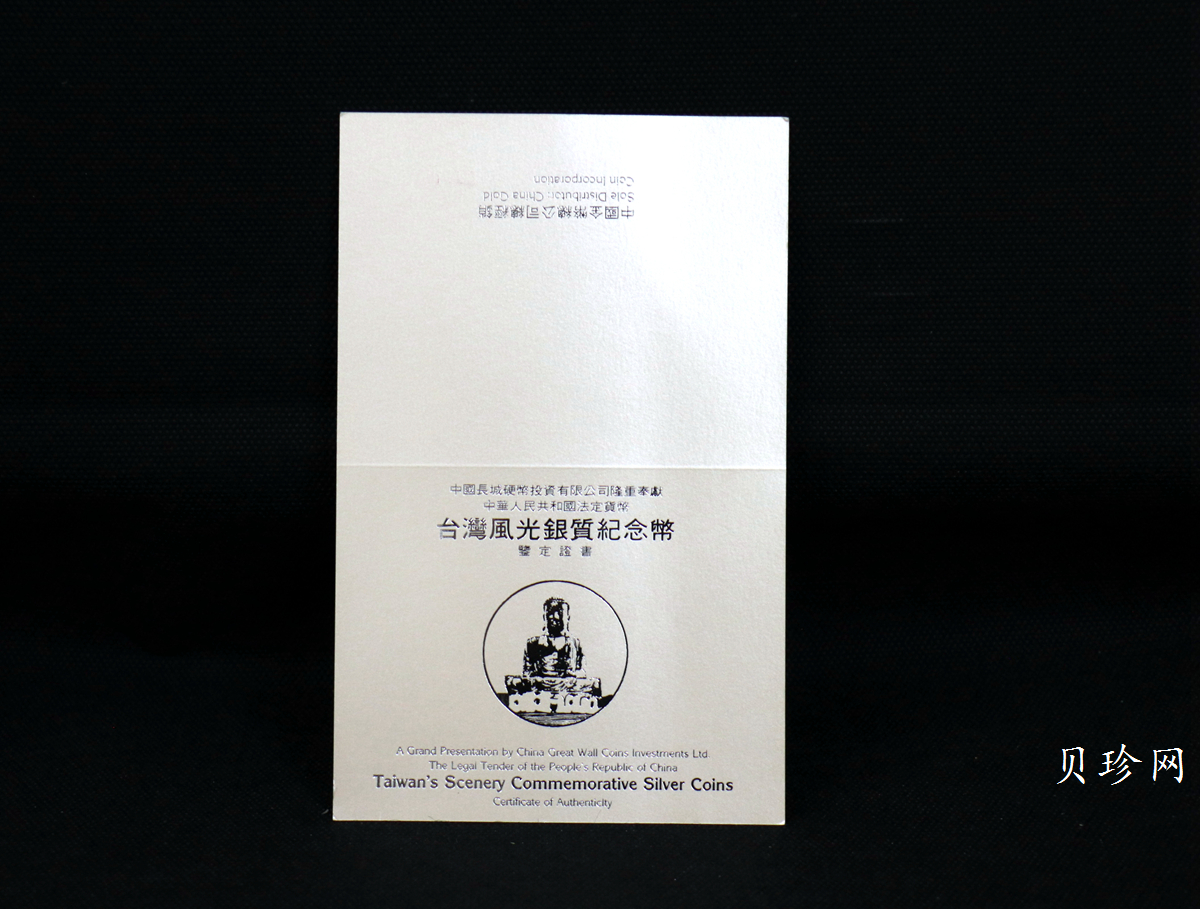 中國金幣總公司總經銷
Sole Distributor: China Gold
Coin Incorporation
中國長城硬幣投資有限公司隆重奉獻
中華人民共和國法定貨幣
台灣風光銀質紀念幣
鑒定證書
A Grand Presentation by China Great Wall Coins Investments Ltd.
The Legal Tender of the People's Republic of China
Taiwan's Scenery Commemorative Silver Coins
Certificate of Authenticity
贝珍网